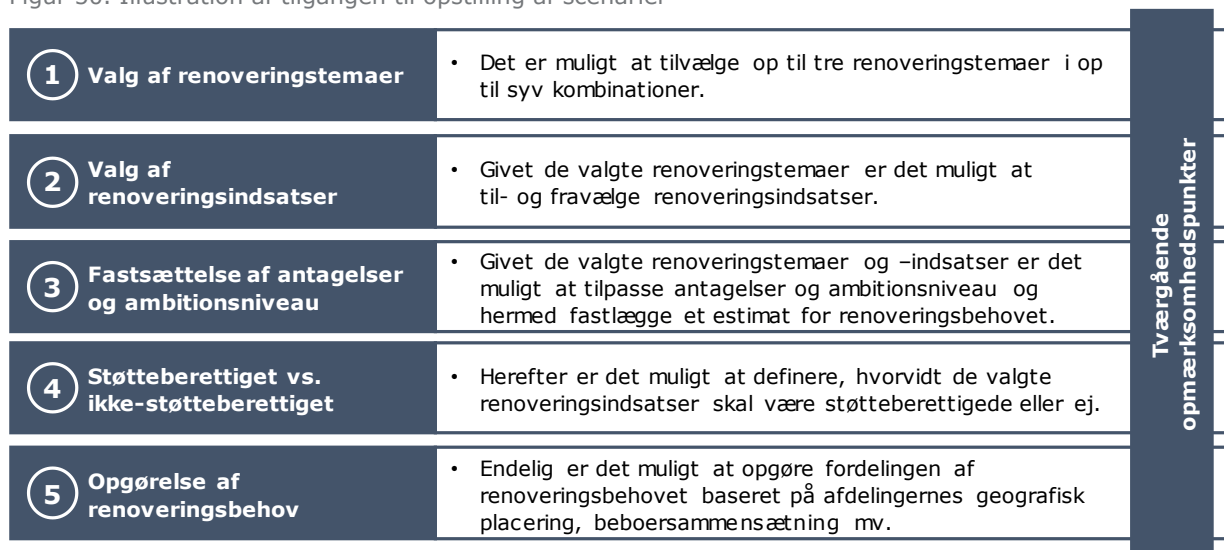 1
Valg af renoveringstemaer
• Det er muligt at tilvælge op til tre renoveringstemaer i op
til syv kombinationer.
2
Valg af
renoveringsindsatser
• Givet de valgte renoveringstemaer er det muligt at
til- og fravælge renoveringsindsatser.
3
Fastsættelse af antagelser
og ambitionsniveau
• Givet de valgte renoveringstemaer og –indsatser er det
muligt at tilpasse antagelser og ambitionsniveau og
hermed fastlægge et estimat for renoveringsbehovet.
4
Støtteberettiget vs.
ikke-støtteberettiget
• Herefter er det muligt at definere, hvorvidt de valgte
renoveringsindsatser skal være støtteberettigede eller ej.
5
Opgørelse af
renoveringsbehov
• Endelig er det muligt at opgøre fordelingen af
renoveringsbehovet baseret på afdelingernes geografisk
placering, beboersammensætning mv.
Tværgående
opmærksomhedspunkter